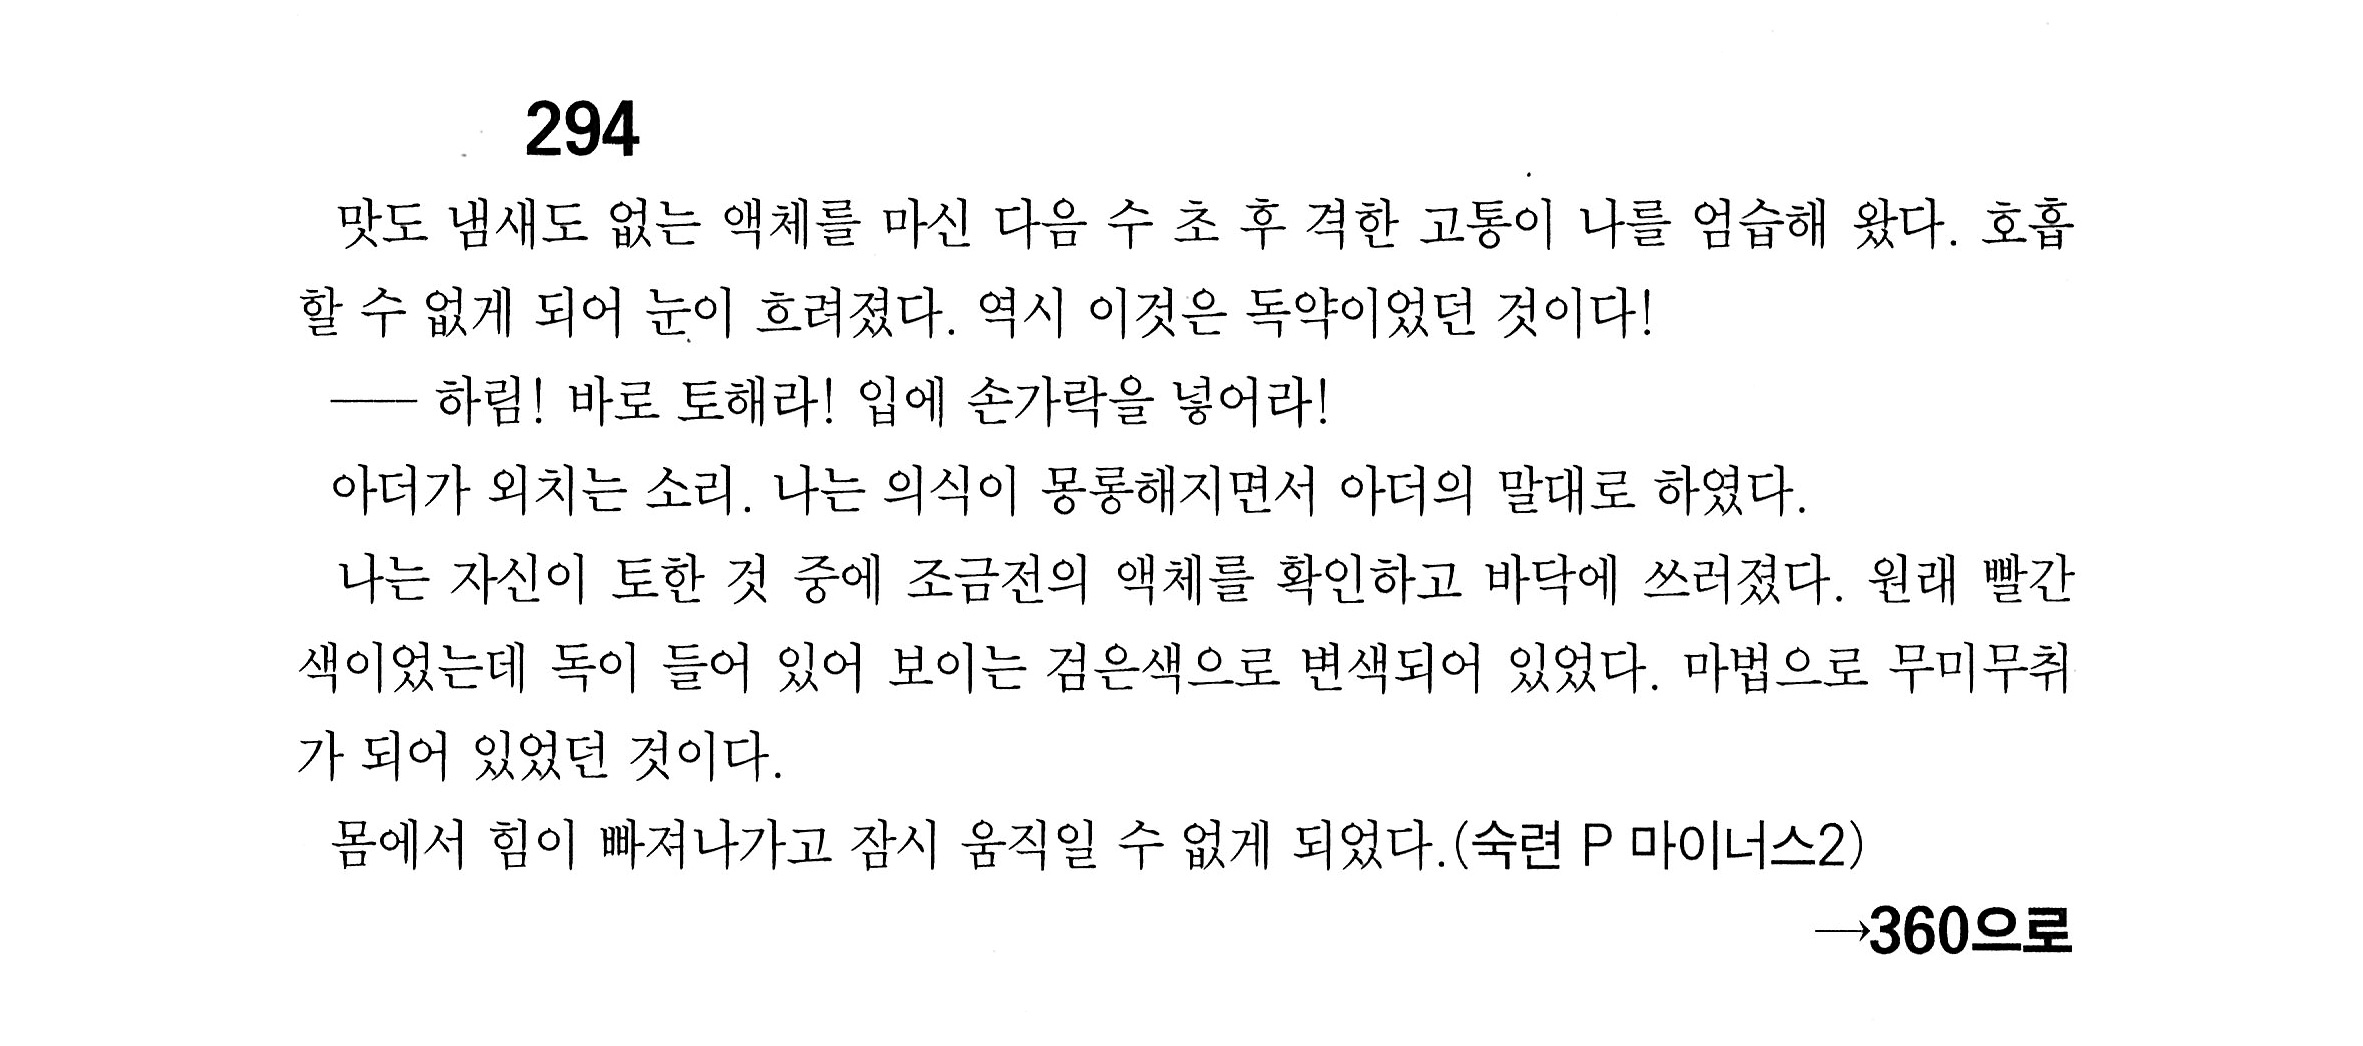 294
맛도 냄새도 없는 액체를 마신 다음 수 초 후 격한 고통이 나를 엄습해 왔다. 호흡
할 수 없게 되어 눈이 흐려졌다. 역시 이것은 독약이었던 것이다!
── 하림! 바로 토해라! 입에 손가락을 넣어라!
아더가 외치는 소리. 나는 의식이 몽롱해지면서 아더의 말대로 하였다.
나는 자신이 토한 것 중에 조금전의 액체를 확인하고 바닥에 쓰러졌다. 원래 빨간
색이었는데 독이 들어 있어 보이는 검은색으로 변색되어 있었다. 마법으로 무미무취
가 되어 있었던 것이다.
몸에서 힘이 빠져나가고 잠시 움직일 수 없게 되었다.(숙련 P 마이너스2)
→360으로